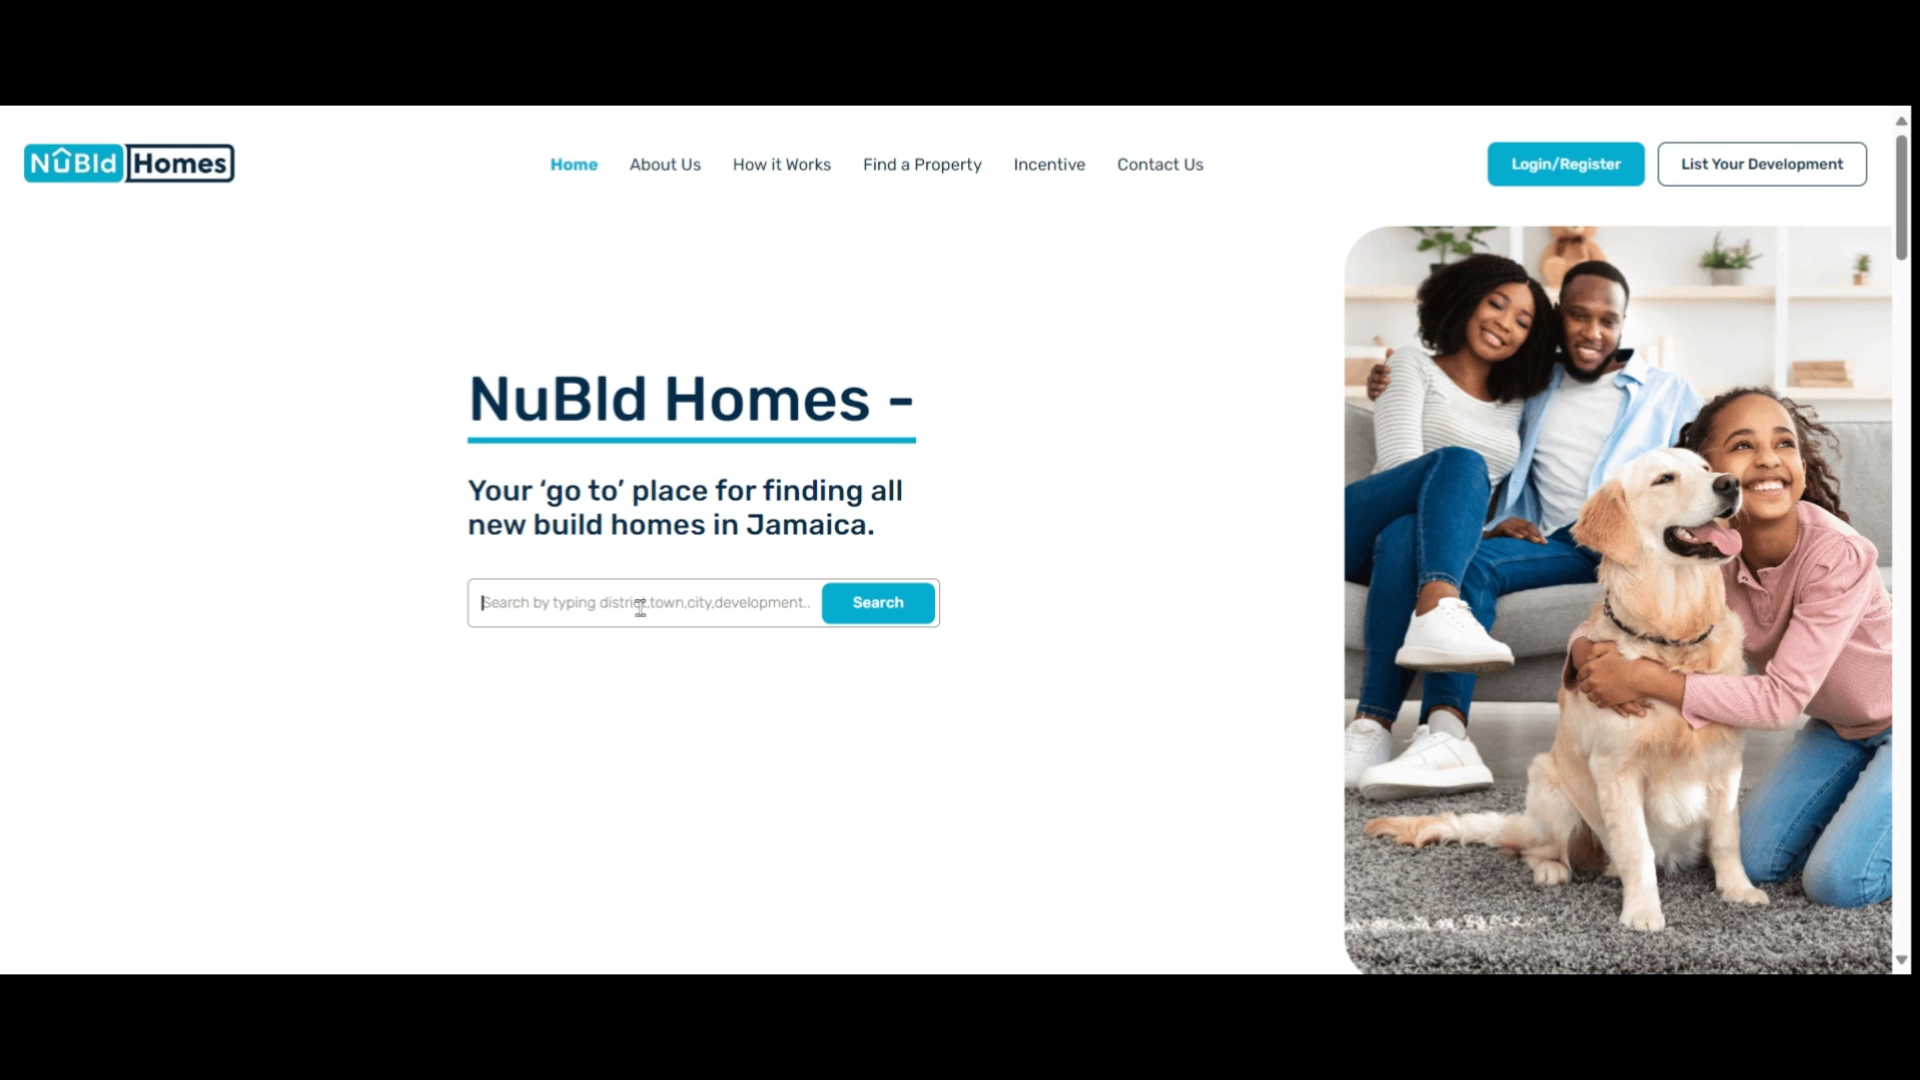 NuBld Homes
Home About Us How it Works Find a Property Incentive Contact Us
Login/Register
List Your Development
NuBld Homes -
Your ‘go to’ place for finding all
new build homes in Jamaica.
Search by typing district,town,city,development..
Search